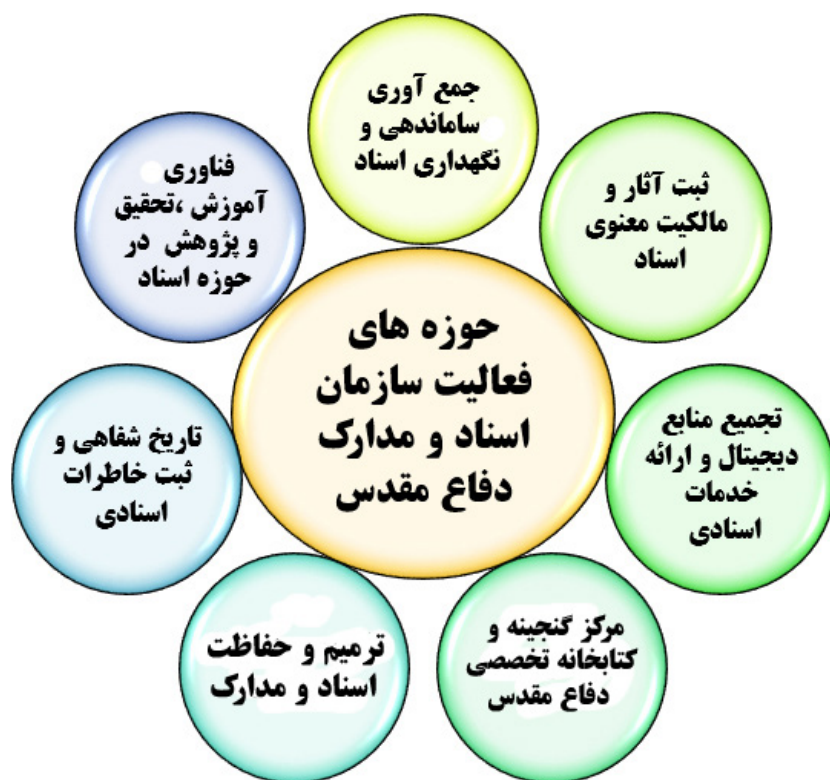 حوزه های
فعالیت سازمان
اسناد و مدارک
دفاع مقدس
جمع آوری
ساماندهی و
نگهداری اسناد
ثبت آثار و
مالکیت معنوی
اسناد
تجمیع منابع
دیجیتال و ارائه
خدمات
اسنادی
مرکز گنجینه و
کتابخانه تخصصی
دفاع مقدس
ترمیم و حفاظت
اسناد و مدارک
تاریخ شفاهی و
ثبت خاطرات
اسنادی
فناوری
آموزش ،تحقیق
و پژوهش در
حوزه اسناد